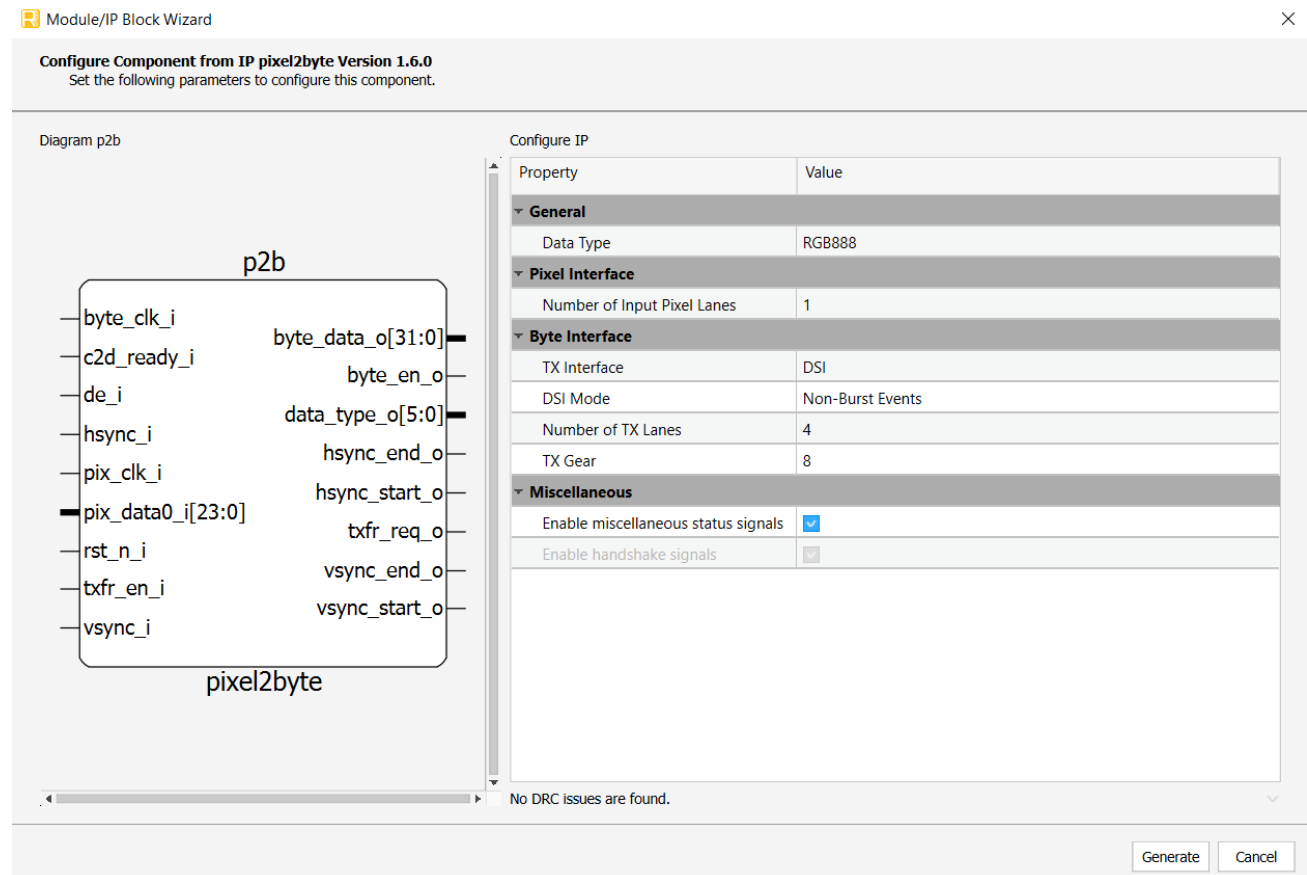 Module/IP Block Wizard
Configure Component from IP pixel2byte Version 1.6.0
Set the following parameters to configure this component.
Diagram p2b
p2b
byte_clk_i
c2d_ready_i
de_i
hsync_i
pix_clk_i
pix_data0_i[23:0]
rst_n_i
txfr_en_i
vsync_i
byte_data_o[31:0]
byte_en_o
data_type_o[5:0]
hsync_end_o
hsync_start_o
txfr_req_o
vsync_end_o
vsync_start_o
pixel2byte
Configure IP
Property Value
General
Data Type RGB888
Pixel Interface
Number of Input Pixel Lanes 1
Byte Interface
TX Interface DSI
DSI Mode Non-Burst Events
Number of TX Lanes 4
TX Gear 8
Miscellaneous
Enable miscellaneous status signals
Enable handshake signals
No DRC issues are found.
Generate Cancel